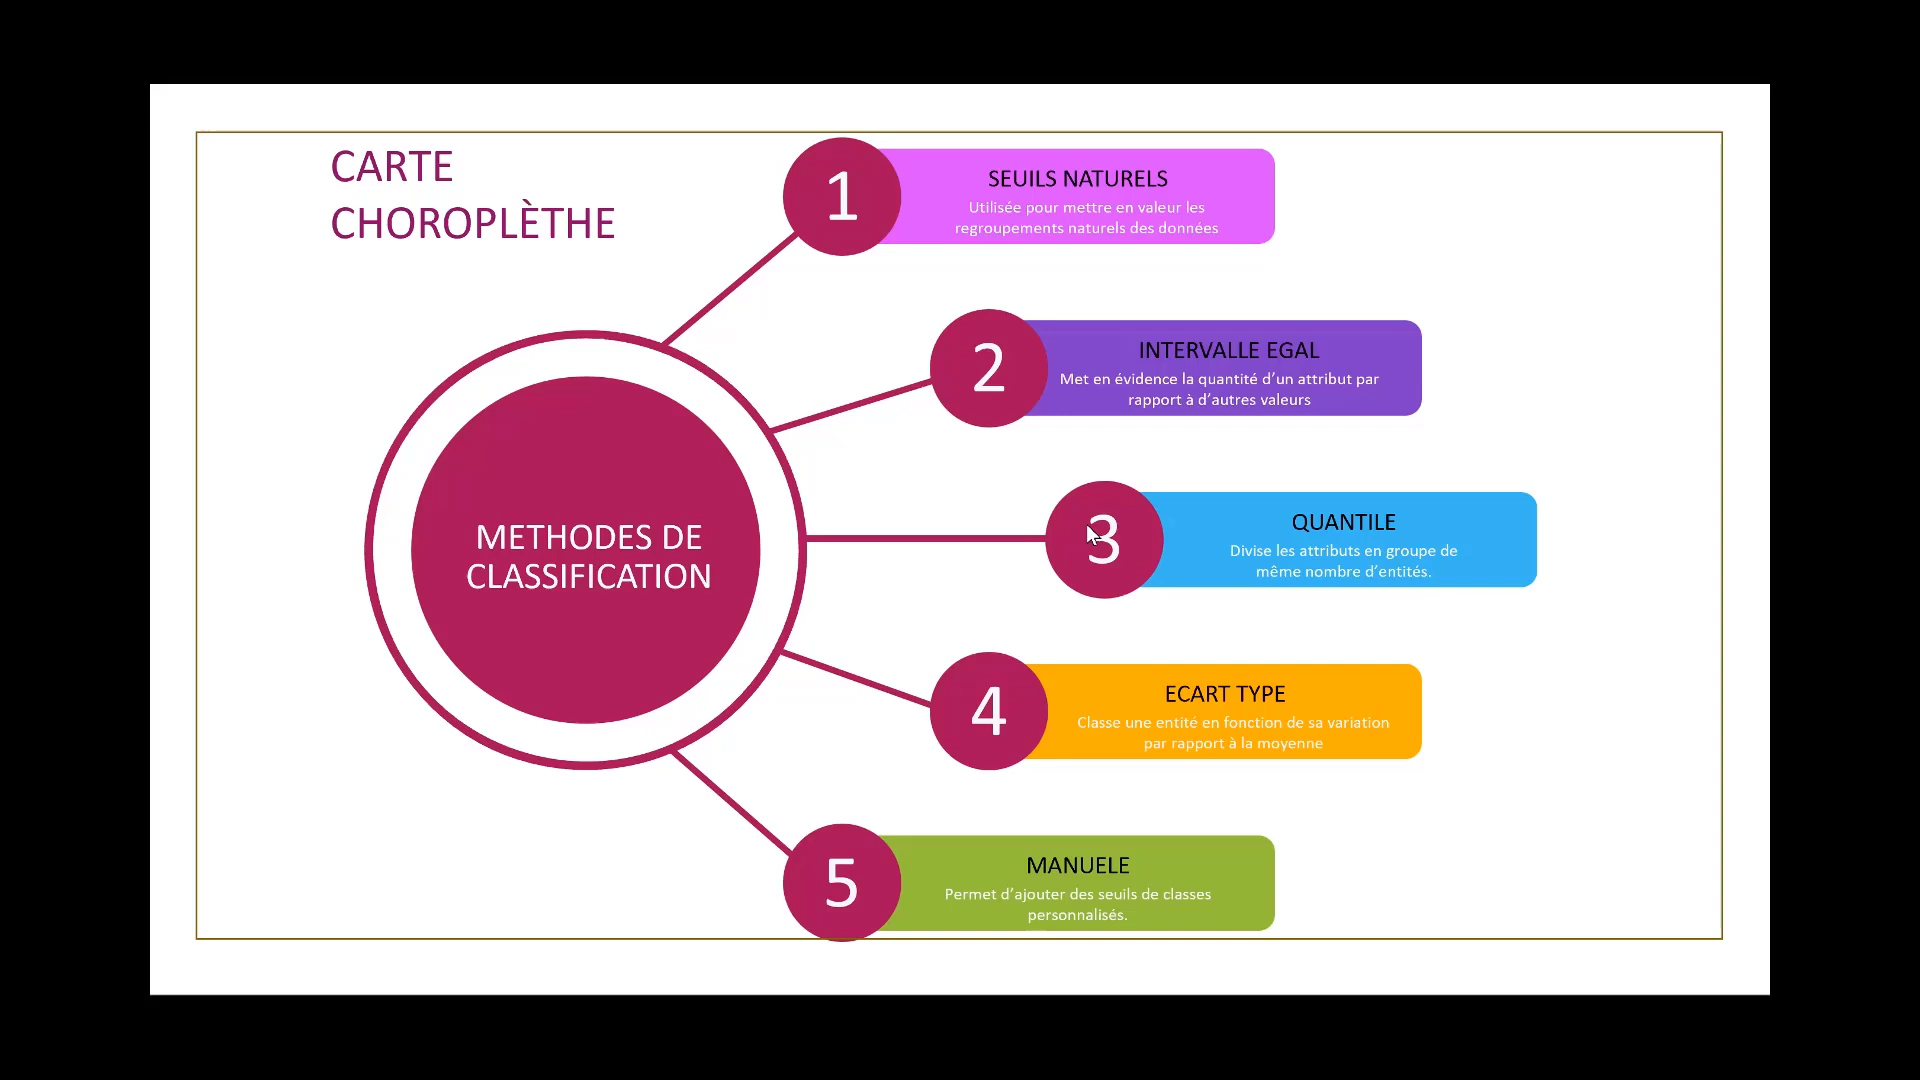 CARTE
CHOROPLÈTHE
1
SEUILS NATURELS
Utilisée pour mettre en valeur les
regroupements naturels des données
2
INTERVALLE EGAL
Met en évidence la quantité d’un attribut par
rapport à d’autres valeurs
METHODES DE
CLASSIFICATION
3
QUANTILE
Divise les attributs en groupe de
même nombre d’entités.
4
ECART TYPE
Classe une entité en fonction de sa variation
par rapport à la moyenne
5
MANUELE
Permet d’ajouter des seuils de classes
personnalisés.